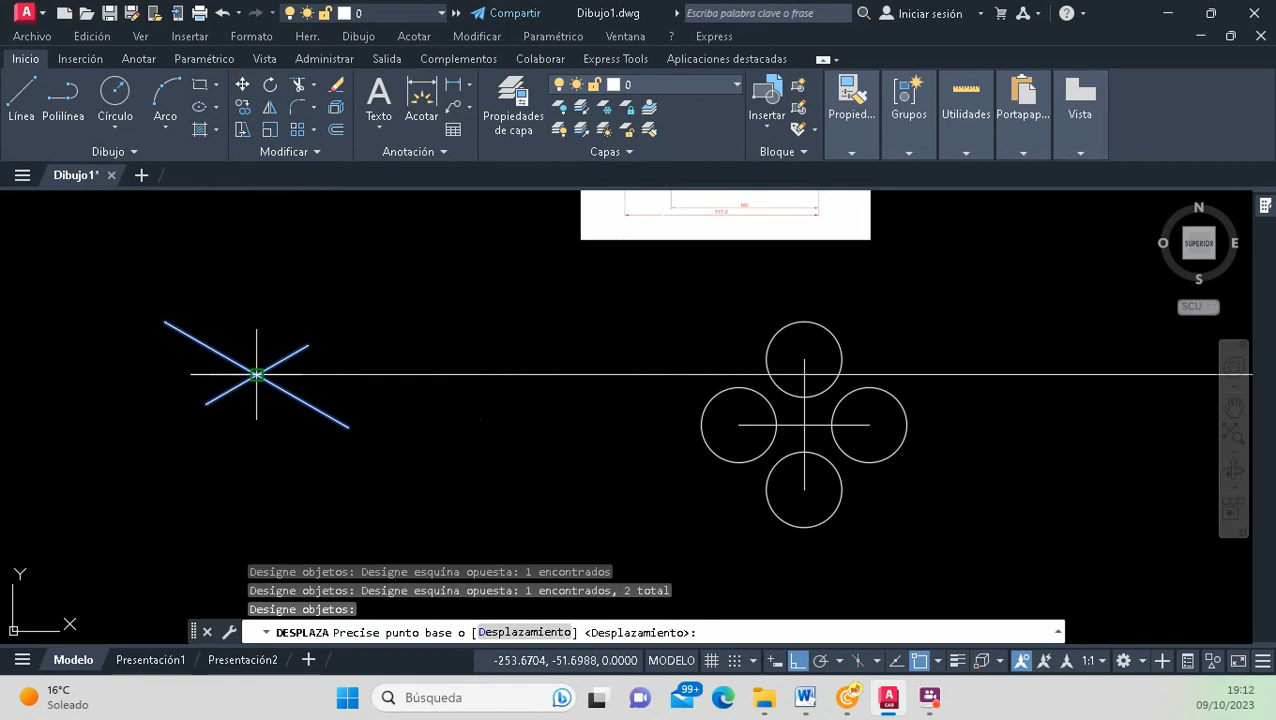 A CAD 0 Compartir Dibujo1.dwg Escriba palabra clave o frase Iniciar sesión ?
Archivo Edición Ver Insertar Formato Herr. Dibujo Acotar Modificar Paramétrico Ventana ? Express
Inicio Inserción Anotar Paramétrico Vista Administrar Salida Complementos Colaborar Express Tools Aplicaciones destacadas
0
Línea Polilínea Círculo Arco A Texto Acotar Propiedades de capa Insertar Propied... Grupos Utilidades Portapap... Vista
Dibujo Modificar Anotación Capas Bloque
Dibujo1*
N
O SUPERIOR E
S
SCU
Y
X
Designe objetos: Designe esquina opuesta: 1 encontrados
Designe objetos: Designe esquina opuesta: 1 encontrados, 2 total
Designe objetos:
DESPLAZA Precise punto base o [Desplazamiento] <Desplazamiento>:
Modelo Presentación1 Presentación2 -253.6704, -51.6988, 0.0000 MODELO 1:1
16°C
Soleado
Búsqueda
99+
A CAD
19:12
09/10/2023